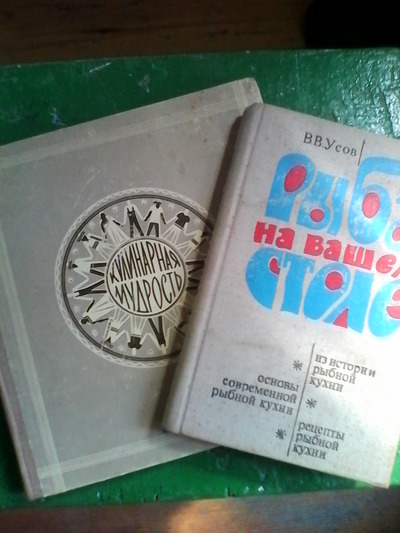 КУЛИНАРНАЯ
МУДРОСТЬ
В.В.Усов
РЫБА
на вашем
СТОЛЕ
* из истории
рыбной
кухни
основы *
современной
рыбной кухни
* рецепты
рыбной
кухни